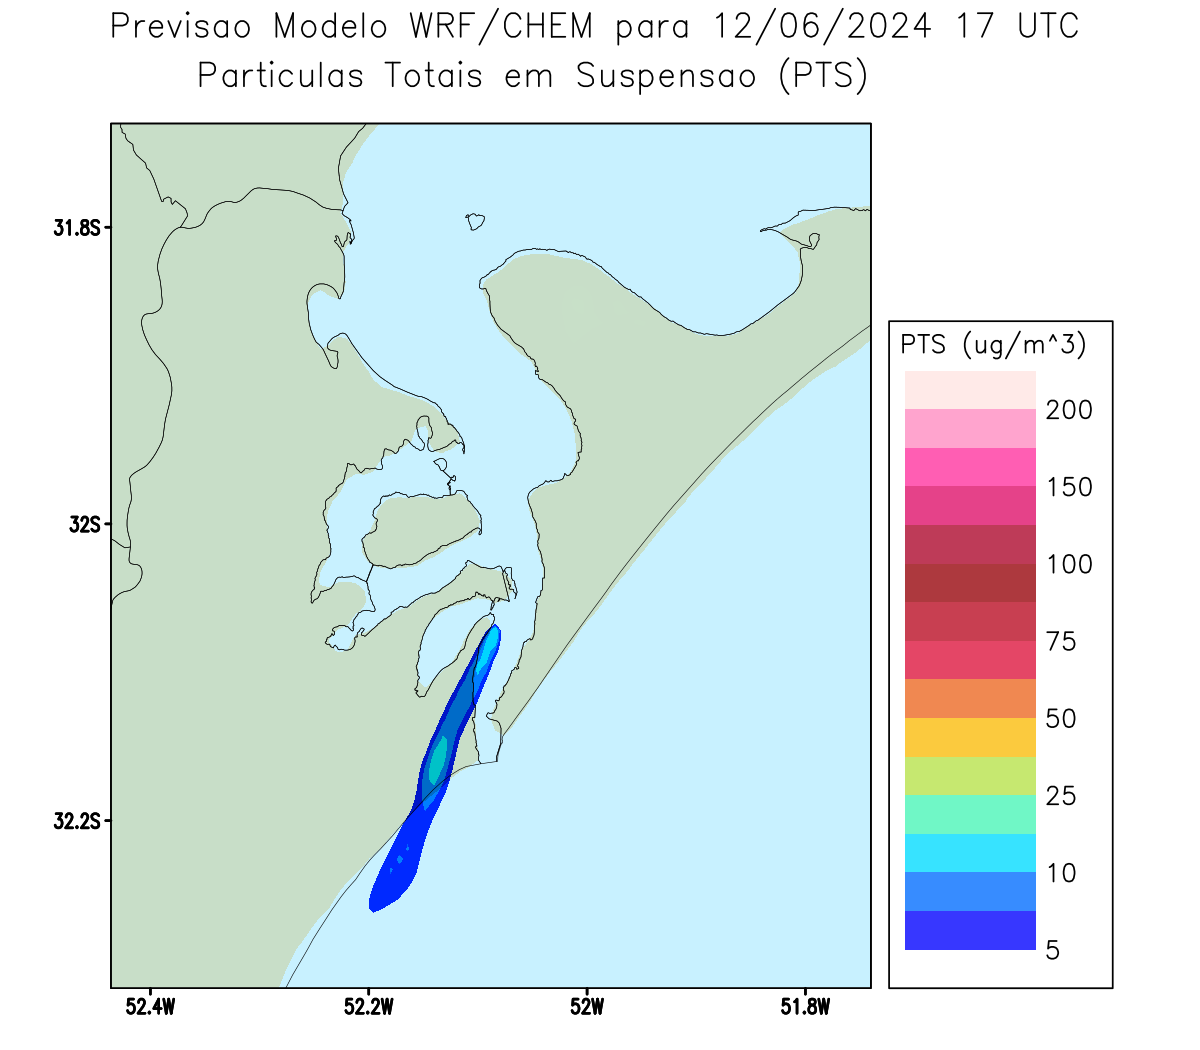 Previsao Modelo WRF/CHEM para 12/06/2024 17 UTC
Particulas Totais em Suspensao (PTS)
31.8S
32S
32.2S
52.4W
52.2W
52W
51.8W
PTS (ug/m^3)
200
150
100
75
50
25
10
5